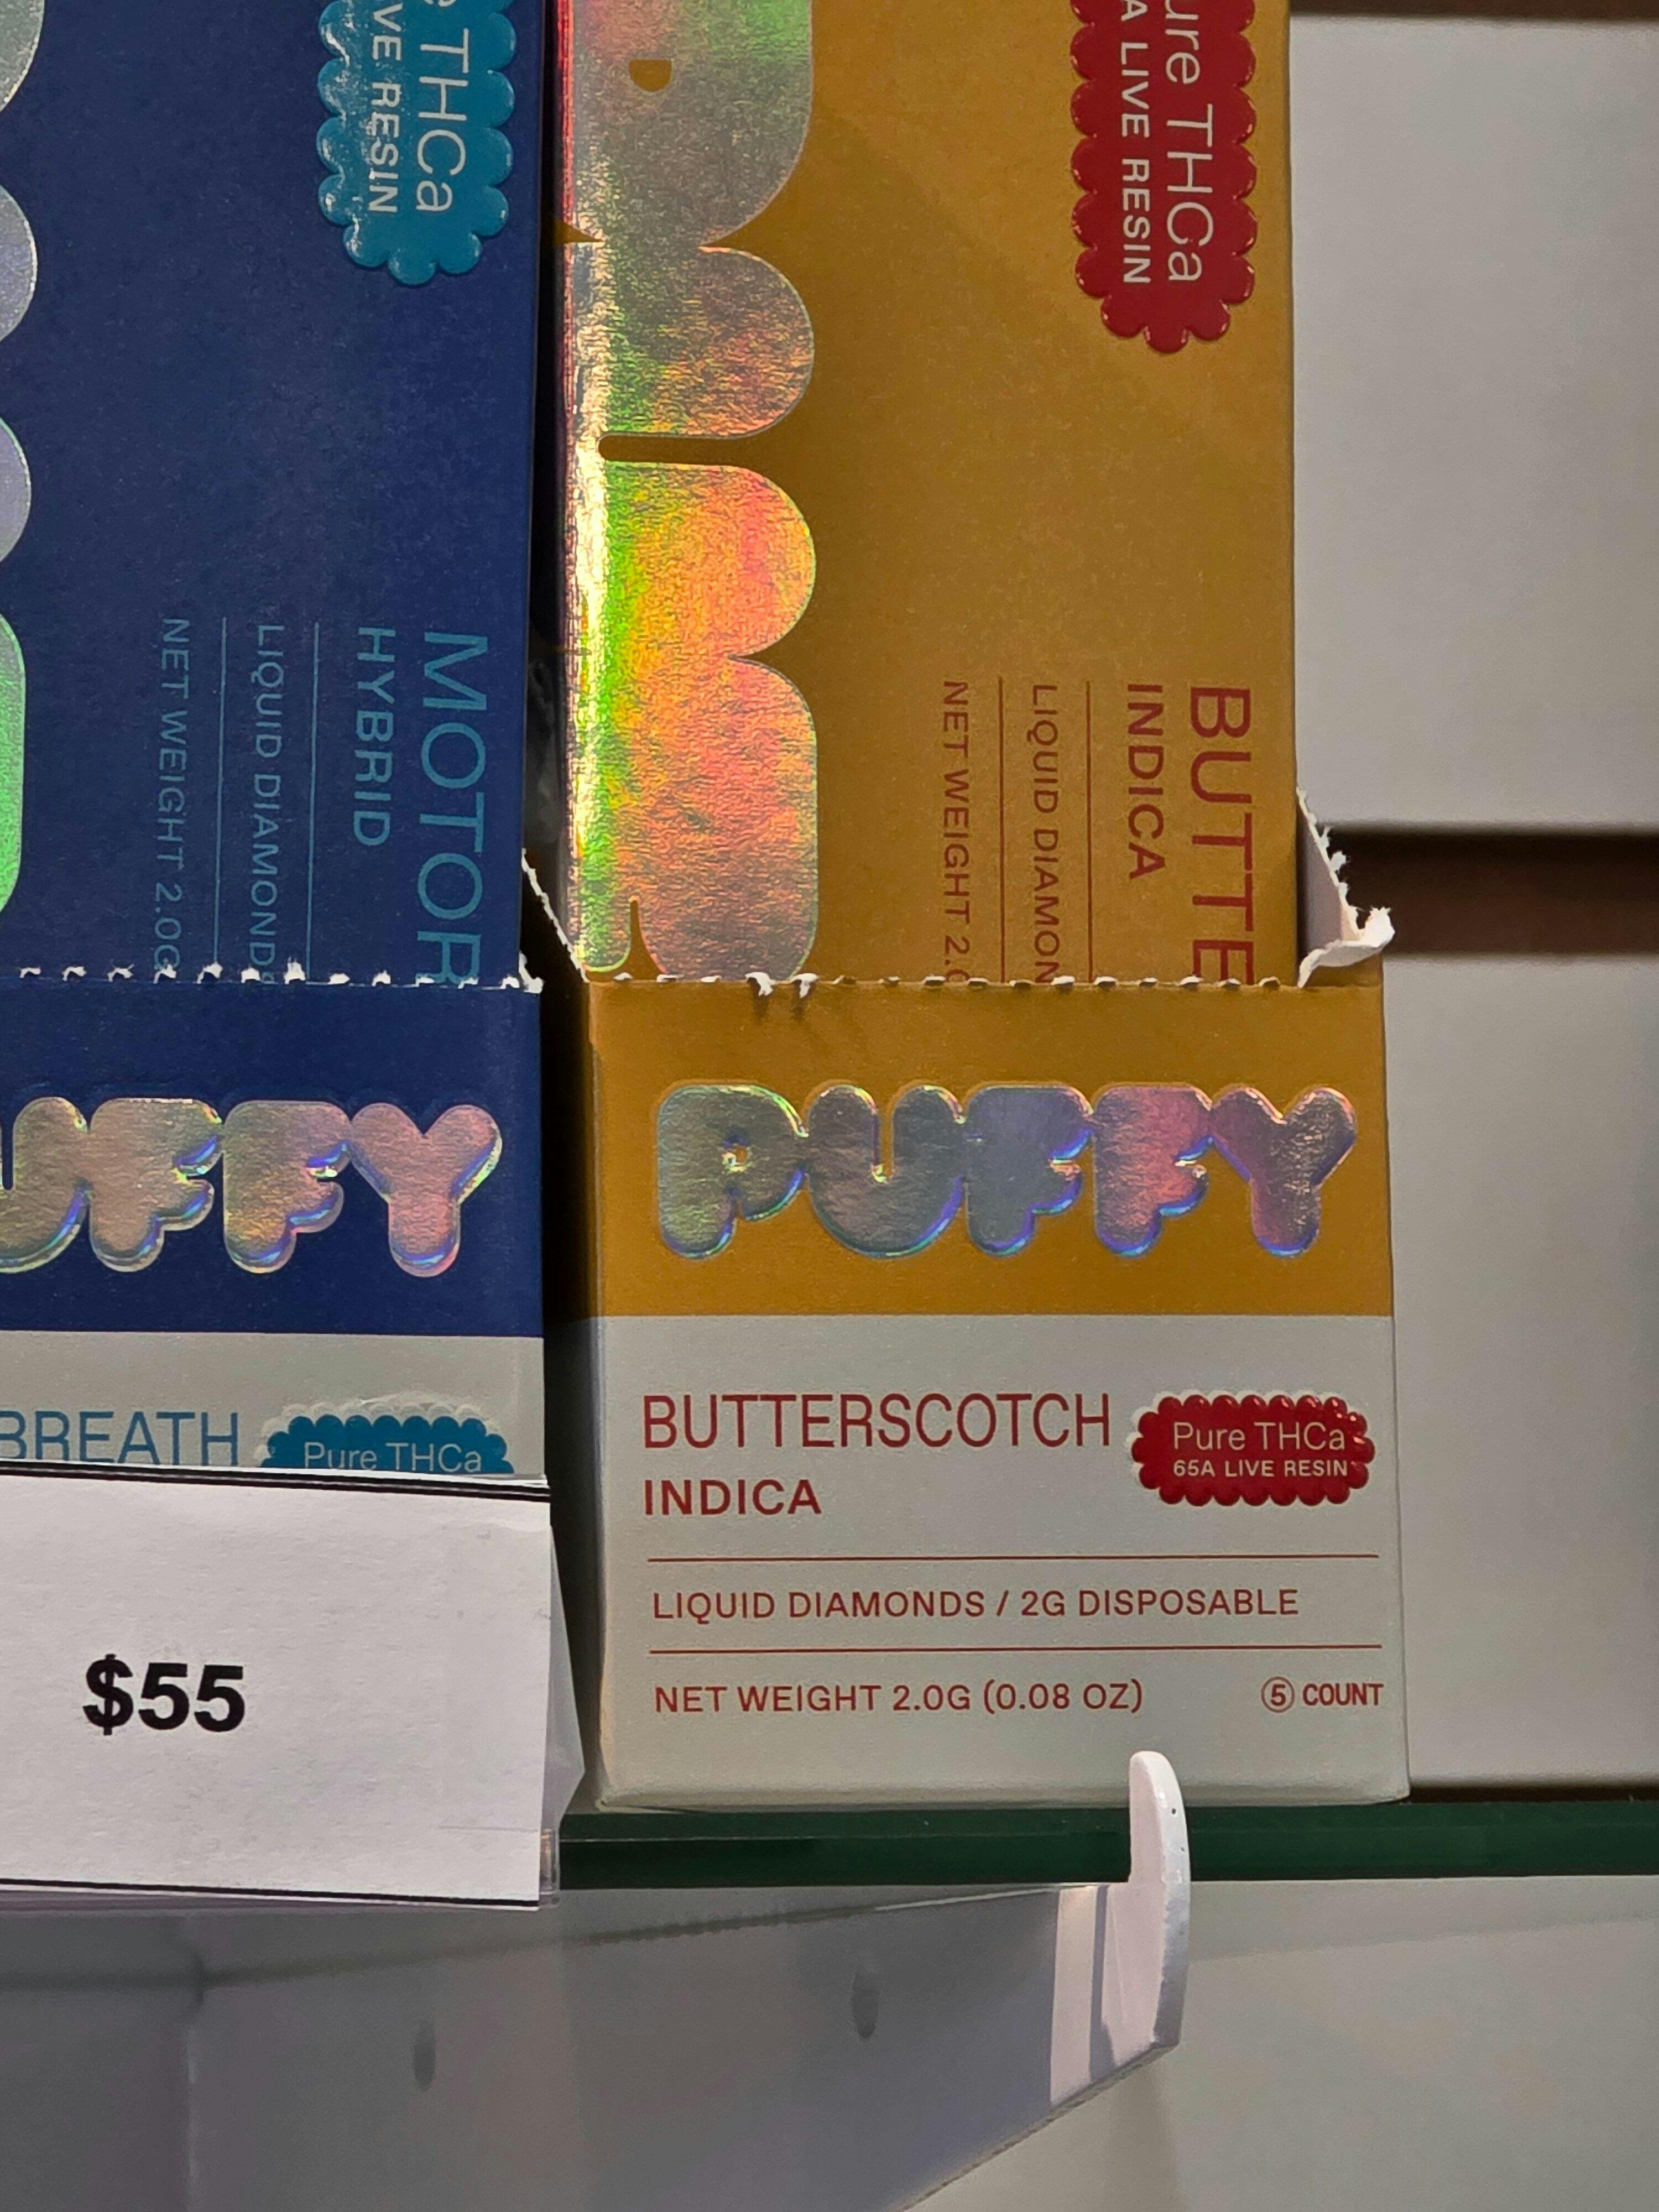 THCa
VE RESIN
MOTOR
HYBRID
LIQUID DIAMOND
NET WEIGHT 2.0G
UFFY
BREATH
Pure THCa
$55
ure THCa
A LIVE RESIN
BUTTE
INDICA
LIQUID DIAMON
NET WEIGHT 2.0
PUFFY
BUTTERSCOTCH
Pure THCa
65A LIVE RESIN
INDICA
LIQUID DIAMONDS / 2G DISPOSABLE
NET WEIGHT 2.0G (0.08 OZ)
5 COUNT